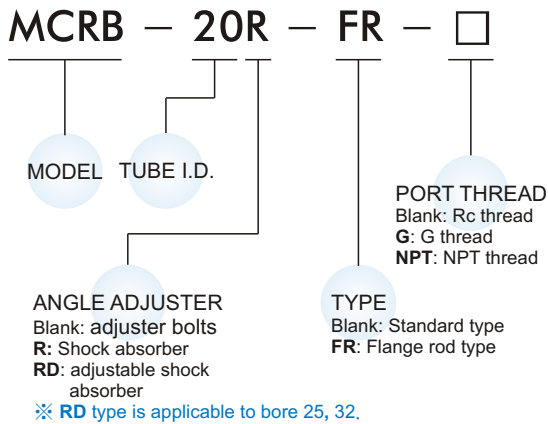 MCRB — 20R — FR — □
MODEL TUBE I.D.
PORT THREAD
Blank: Rc thread
G: G thread
NPT: NPT thread
ANGLE ADJUSTER
Blank: adjuster bolts
R: Shock absorber
RD: adjustable shock
absorber
※ RD type is applicable to bore 25, 32.
TYPE
Blank: Standard type
FR: Flange rod type